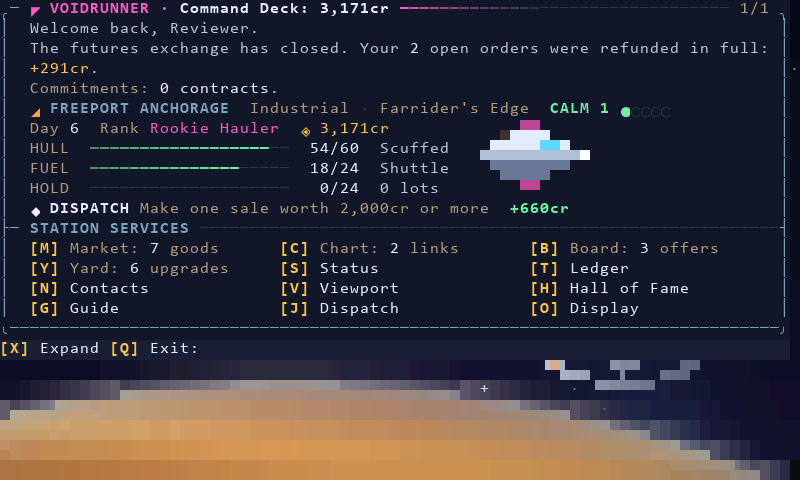 VOIDRUNNER · Command Deck: 3,171cr 1/1
Welcome back, Reviewer.
The futures exchange has closed. Your 2 open orders were refunded in full:
+291cr.
Commitments: 0 contracts.
FREEPORT ANCHORAGE Industrial · Farrider's Edge CALM 1
Day 6 Rank Rookie Hauler 3,171cr
HULL 54/60 Scuffed
FUEL 18/24 Shuttle
HOLD 0/24 0 lots
DISPATCH Make one sale worth 2,000cr or more +660cr
STATION SERVICES
[M] Market: 7 goods [C] Chart: 2 links [B] Board: 3 offers
[Y] Yard: 6 upgrades [S] Status [T] Ledger
[N] Contacts [V] Viewport [H] Hall of Fame
[G] Guide [J] Dispatch [O] Display
[X] Expand [Q] Exit: